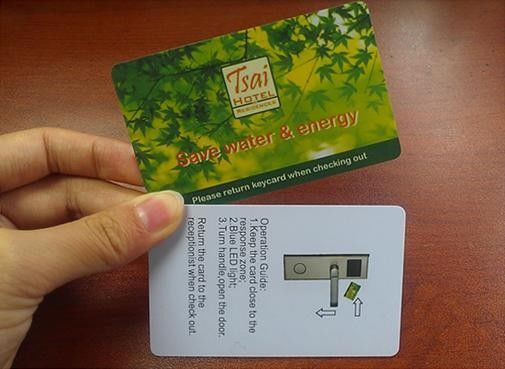 Tsai
HOTEL
RESIDENCES
Save water & energy
Please return keycard when checking out
Operation Guide:
1.Keep the card close to the
response zone;
2.Blue LED light;
3.Turn handle,open the door.
Return the card to the
receptionist when check out.